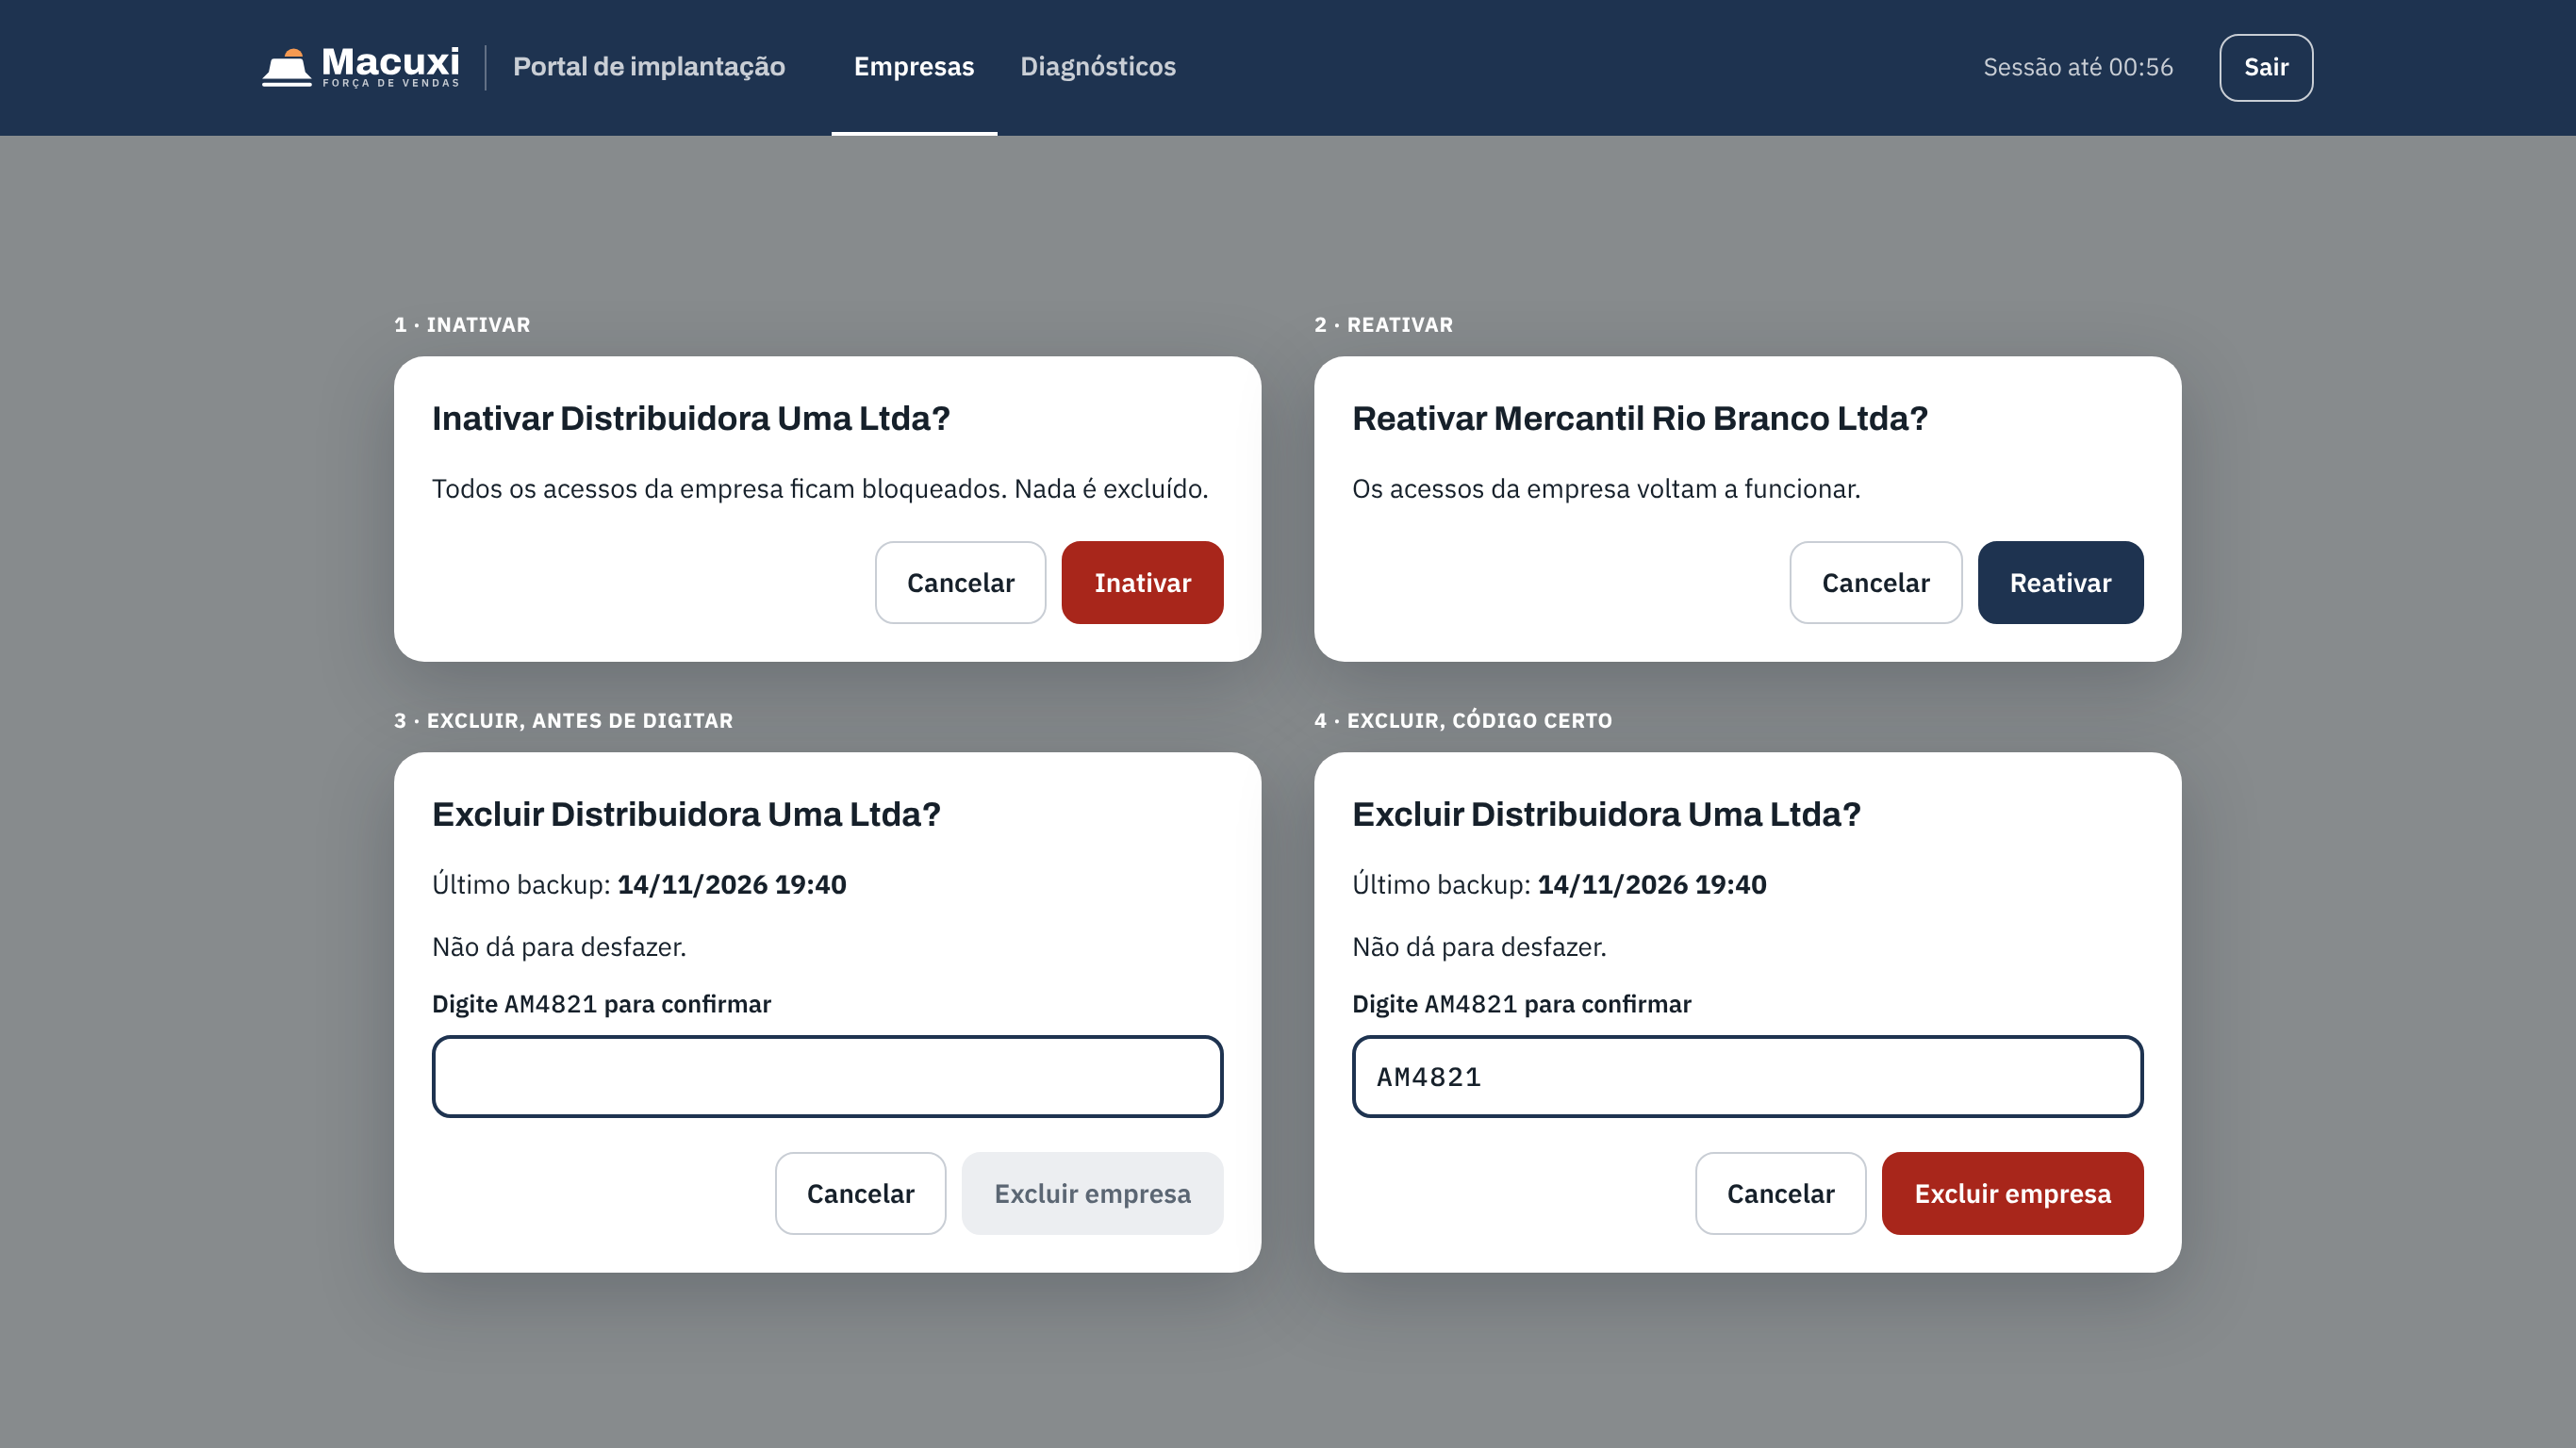 Macuxi
FORÇA DE VENDAS
Portal de implantação
Empresas
Diagnósticos
Sessão até 00:56
Sair
1 · INATIVAR
Inativar Distribuidora Uma Ltda?
Todos os acessos da empresa ficam bloqueados. Nada é excluído.
Cancelar
Inativar
2 · REATIVAR
Reativar Mercantil Rio Branco Ltda?
Os acessos da empresa voltam a funcionar.
Cancelar
Reativar
3 · EXCLUIR, ANTES DE DIGITAR
Excluir Distribuidora Uma Ltda?
Último backup: 14/11/2026 19:40
Não dá para desfazer.
Digite AM4821 para confirmar
Cancelar
Excluir empresa
4 · EXCLUIR, CÓDIGO CERTO
Excluir Distribuidora Uma Ltda?
Último backup: 14/11/2026 19:40
Não dá para desfazer.
Digite AM4821 para confirmar
AM4821
Cancelar
Excluir empresa